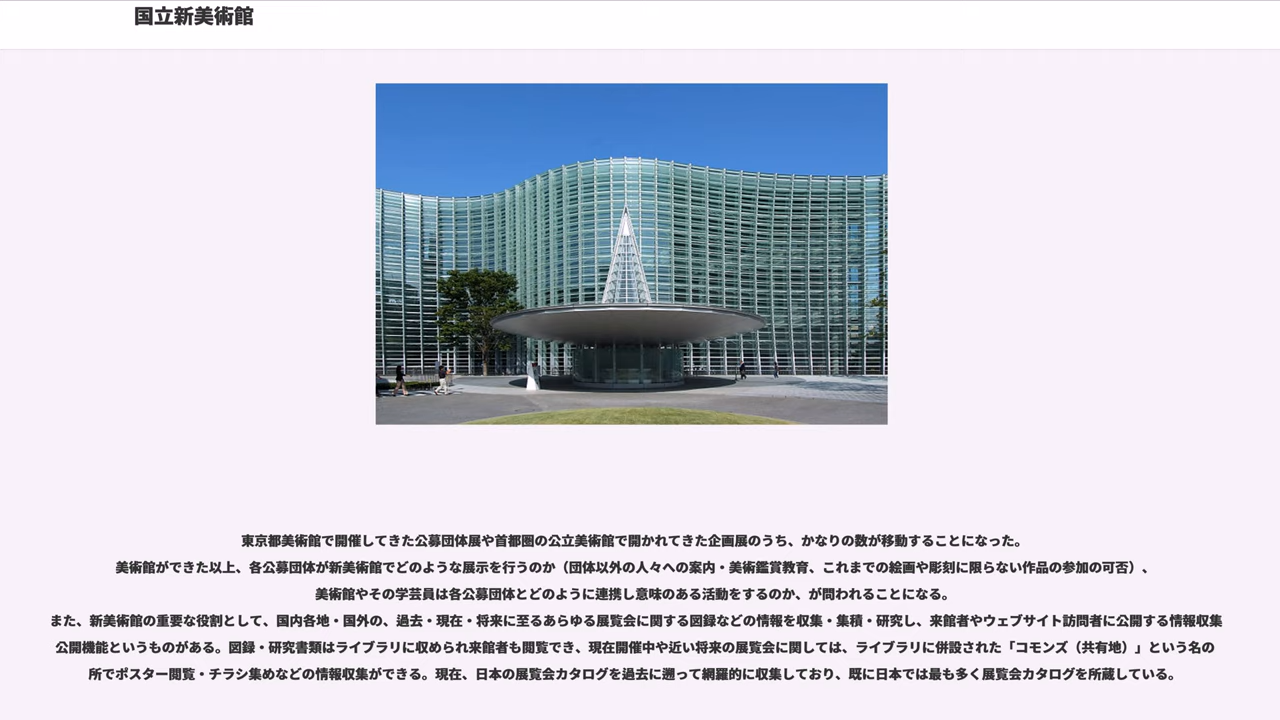 国立新美術館
東京都美術館で開催してきた公募団体展や首都圏の公立美術館で開かれてきた企画展のうち、かなりの数が移動することになった。
美術館ができた以上、各公募団体が新美術館でどのような展示を行うのか（団体以外の人々への案内・美術鑑賞教育、これまでの絵画や彫刻に限らない作品の参加の可否）、
美術館やその学芸員は各公募団体とどのように連携し意味のある活動をするのか、が問われることになる。
また、新美術館の重要な役割として、国内各地・国外の、過去・現在・将来に至るあらゆる展覧会に関する図録などの情報を収集・集積・研究し、来館者やウェブサイト訪問者に公開する情報収集
公開機能というものがある。図録・研究書類はライブラリに収められ来館者も閲覧でき、現在開催中や近い将来の展覧会に関しては、ライブラリに併設された「コモンズ（共有地）」という名の
所でポスター閲覧・チラシ集めなどの情報収集ができる。現在、日本の展覧会カタログを過去に遡って網羅的に収集しており、既に日本では最も多く展覧会カタログを所蔵している。